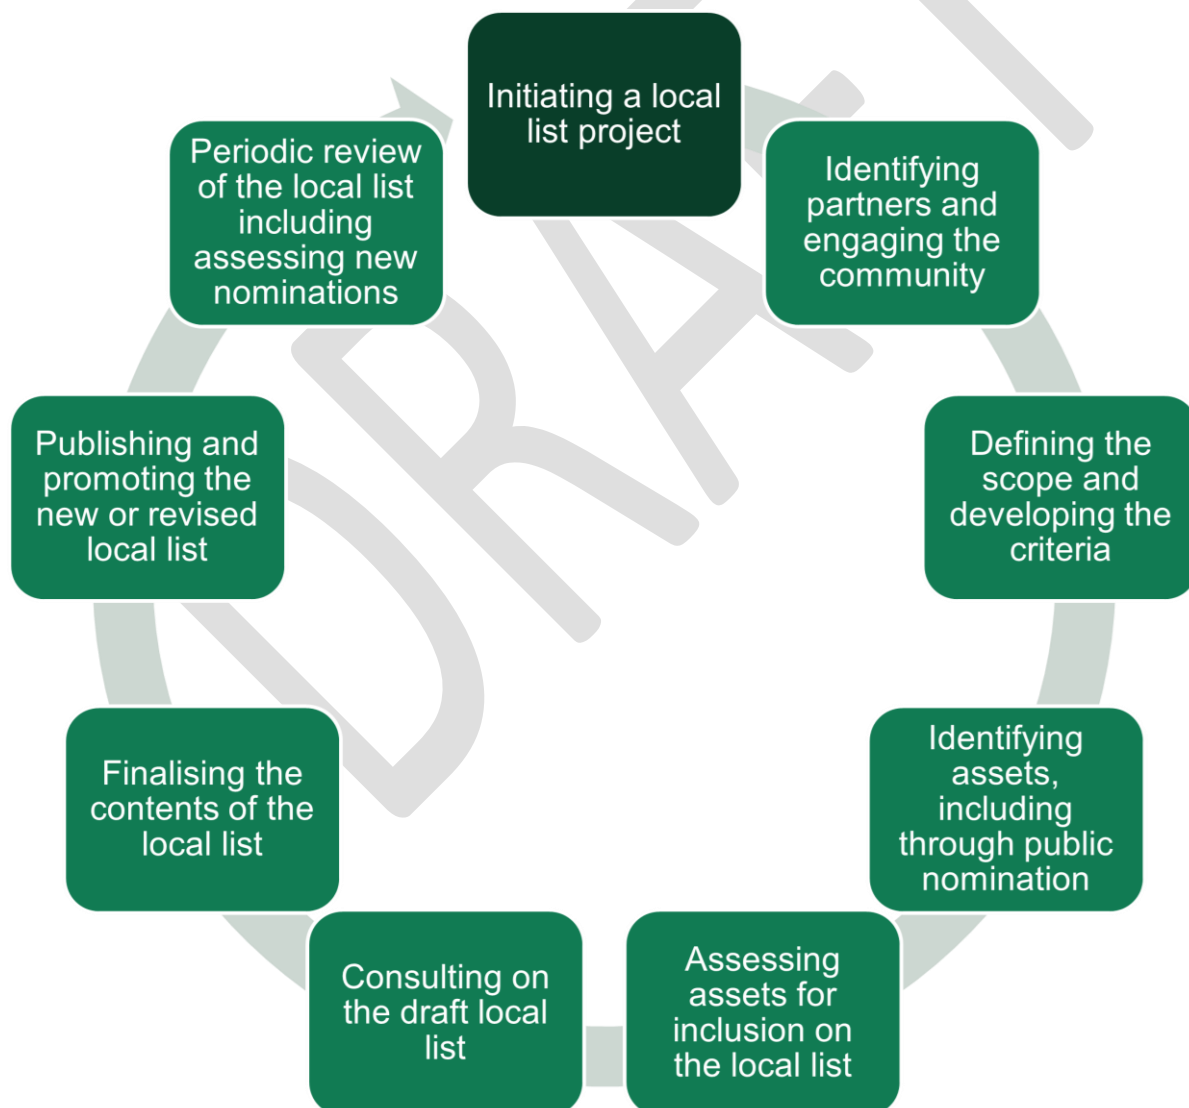 Initiating a local
list project
Identifying
partners and
engaging the
community
Defining the
scope and
developing the
criteria
Identifying
assets,
including
through public
nomination
Assessing
assets for
inclusion on
the local list
Consulting on
the draft local
list
Finalising the
contents of the
local list
Publishing and
promoting the
new or revised
local list
Periodic review
of the local list
including
assessing new
nominations
DRAFT